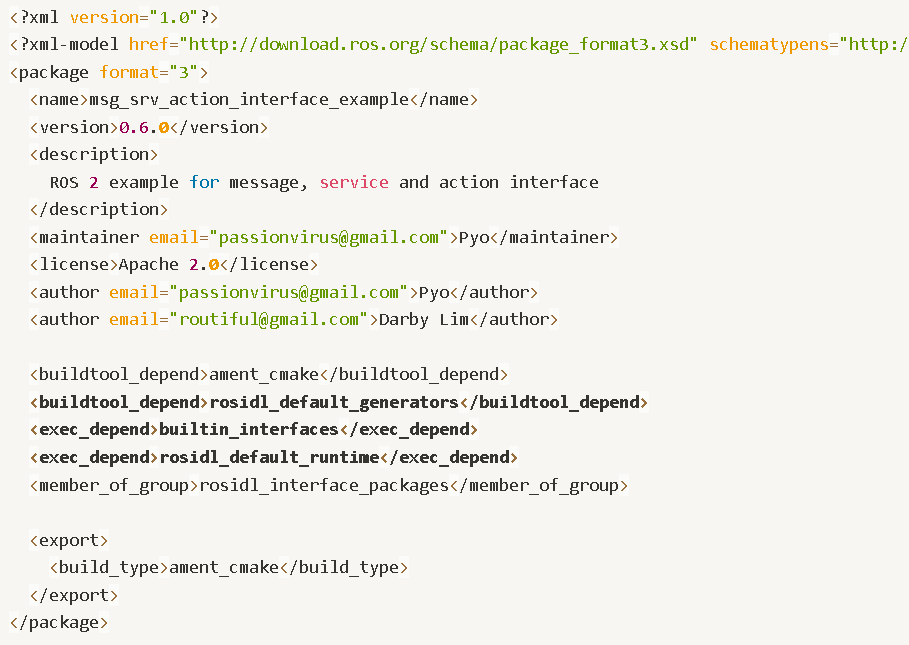 <?xml version="1.0"?>
<?xml-model href="http://download.ros.org/schema/package_format3.xsd" schematypens="http:/
<package format="3">
  <name>msg_srv_action_interface_example</name>
  <version>0.6.0</version>
  <description>
    ROS 2 example for message, service and action interface
  </description>
  <maintainer email="passionvirus@gmail.com">Pyo</maintainer>
  <license>Apache 2.0</license>
  <author email="passionvirus@gmail.com">Pyo</author>
  <author email="routiful@gmail.com">Darby Lim</author>

  <buildtool_depend>ament_cmake</buildtool_depend>
  <buildtool_depend>rosidl_default_generators</buildtool_depend>
  <exec_depend>builtin_interfaces</exec_depend>
  <exec_depend>rosidl_default_runtime</exec_depend>
  <member_of_group>rosidl_interface_packages</member_of_group>

  <export>
    <build_type>ament_cmake</build_type>
  </export>
</package>